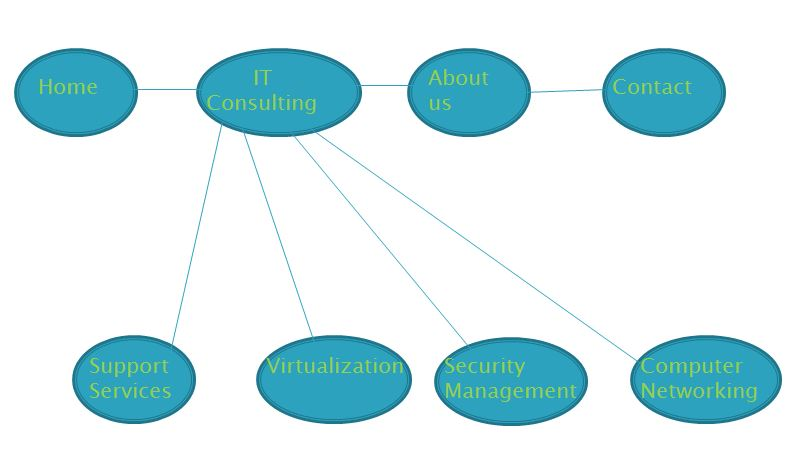 Home
IT
Consulting
About
us
Contact
Support
Services
Virtualization
Security
Management
Computer
Networking